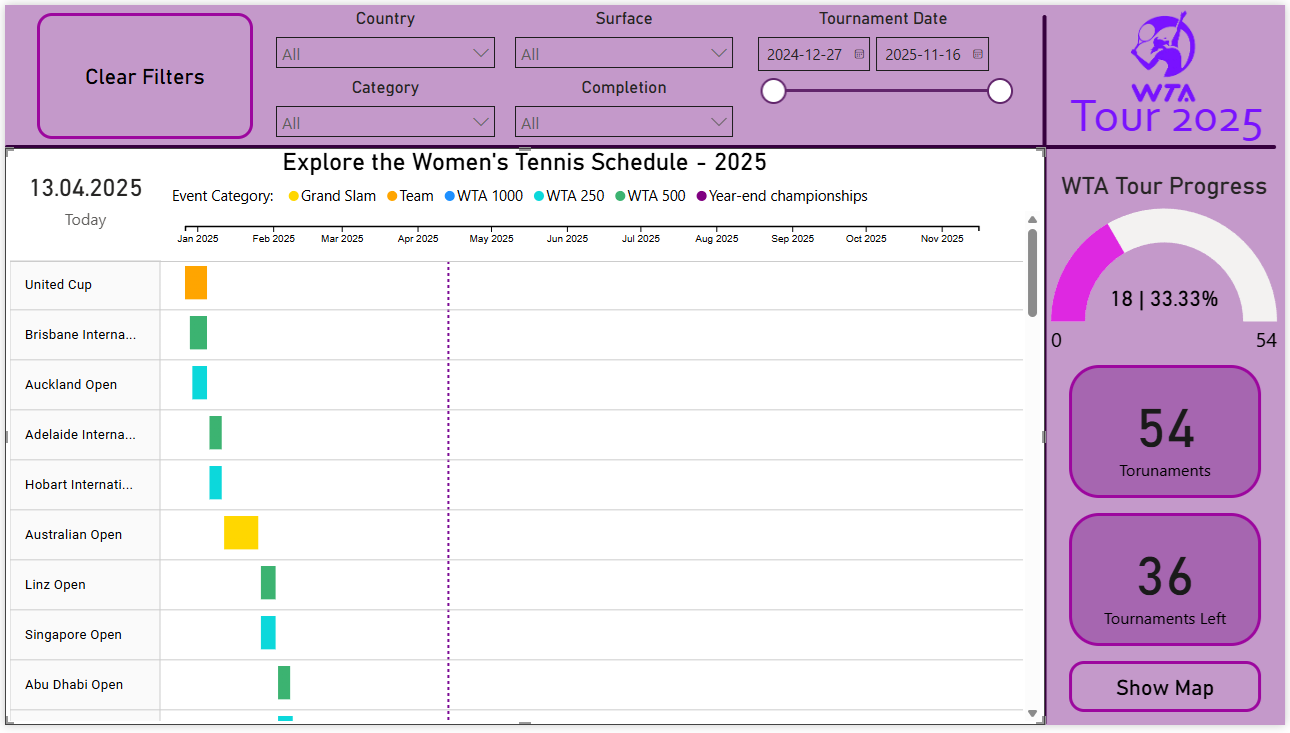 Clear Filters
Country
All
Surface
All
Tournament Date
2024-12-27
2025-11-16
Category
All
Completion
All
WTA
Tour 2025
Explore the Women's Tennis Schedule - 2025
13.04.2025
Today
Event Category: Grand Slam Team WTA 1000 WTA 250 WTA 500 Year-end championships
Jan 2025 Feb 2025 Mar 2025 Apr 2025 May 2025 Jun 2025 Jul 2025 Aug 2025 Sep 2025 Oct 2025 Nov 2025
United Cup
Brisbane Interna...
Auckland Open
Adelaide Interna...
Hobart Internati...
Australian Open
Linz Open
Singapore Open
Abu Dhabi Open
WTA Tour Progress
18 | 33.33%
0
54
54
Torunaments
36
Tournaments Left
Show Map